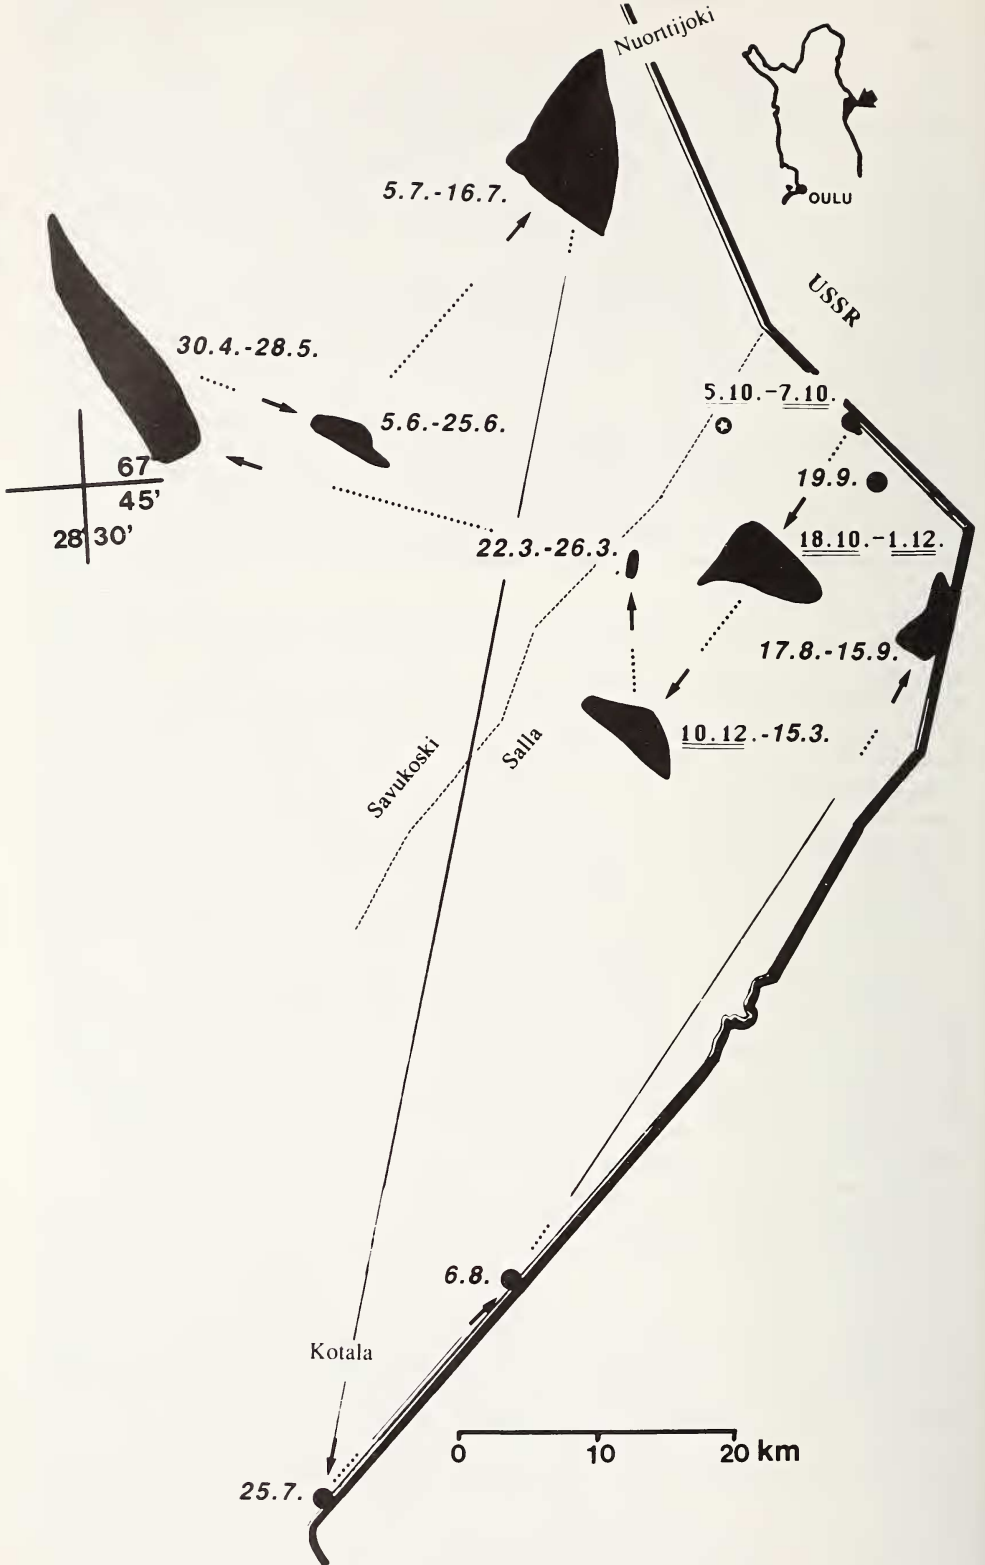 Nuorttijoki
OULU
5.7.-16.7.
USSR
30.4.-28.5.
5.10.-7.10.
5.6.-25.6.
67
45'
28°30'
19.9.
22.3.-26.3.
18.10.-1.12.
17.8.-15.9.
10.12.-15.3.
Savukoski
Salla
6.8.
Kotala
0 10 20 km
25.7.